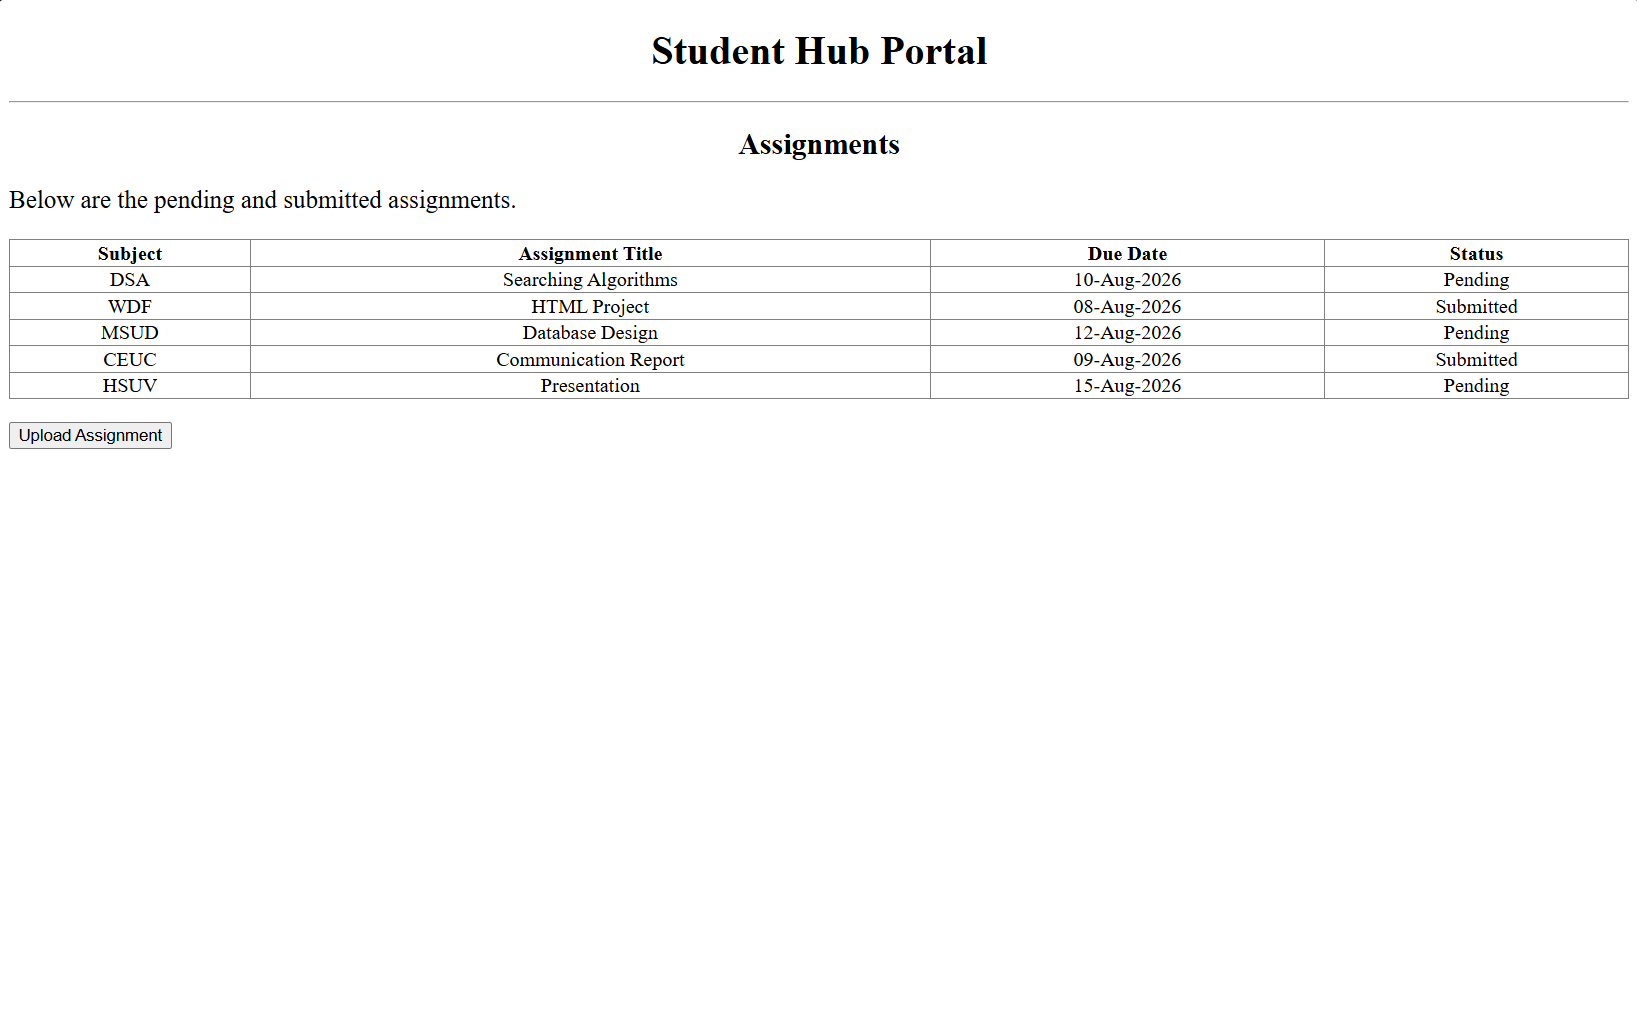 Student Hub Portal
Assignments
Below are the pending and submitted assignments.
Subject Assignment Title Due Date Status
DSA Searching Algorithms 10-Aug-2026 Pending
WDF HTML Project 08-Aug-2026 Submitted
MSUD Database Design 12-Aug-2026 Pending
CEUC Communication Report 09-Aug-2026 Submitted
HSUV Presentation 15-Aug-2026 Pending
Upload Assignment